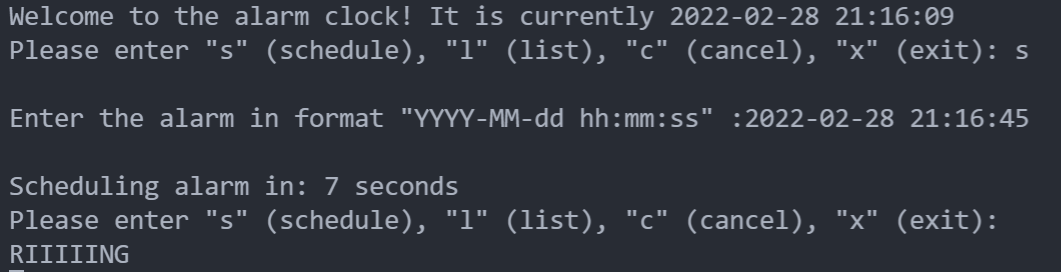 Welcome to the alarm clock! It is currently 2022-02-28 21:16:09
Please enter "s" (schedule), "l" (list), "c" (cancel), "x" (exit): s
Enter the alarm in format "YYYY-MM-dd hh:mm:ss" :2022-02-28 21:16:45
Scheduling alarm in: 7 seconds
Please enter "s" (schedule), "l" (list), "c" (cancel), "x" (exit):
RIIIIING